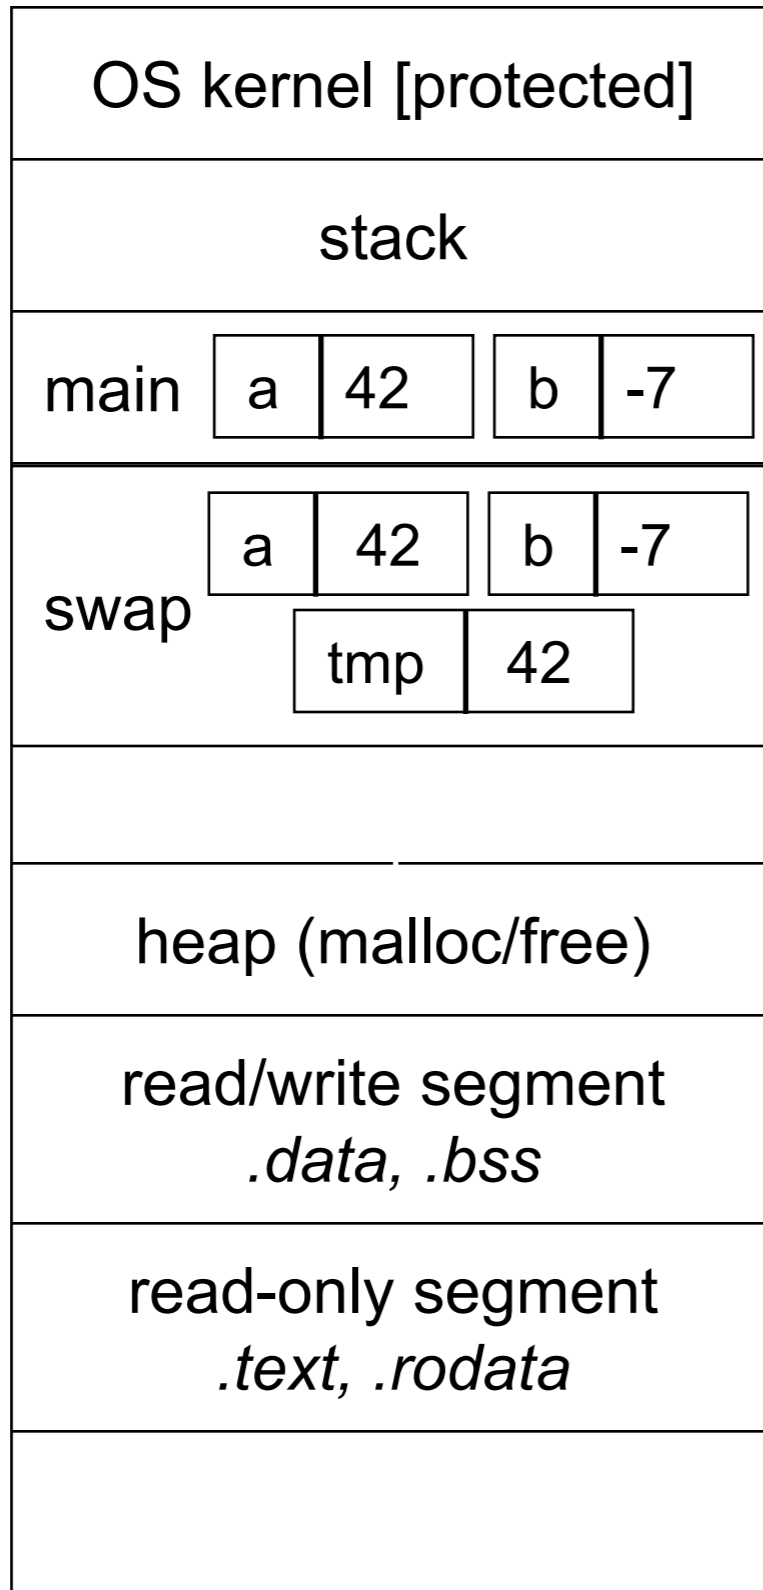 OS kernel [protected]
stack
main a 42 b -7
swap
a 42 b -7
tmp 42
heap (malloc/free)
read/write segment
.data, .bss
read-only segment
.text, .rodata